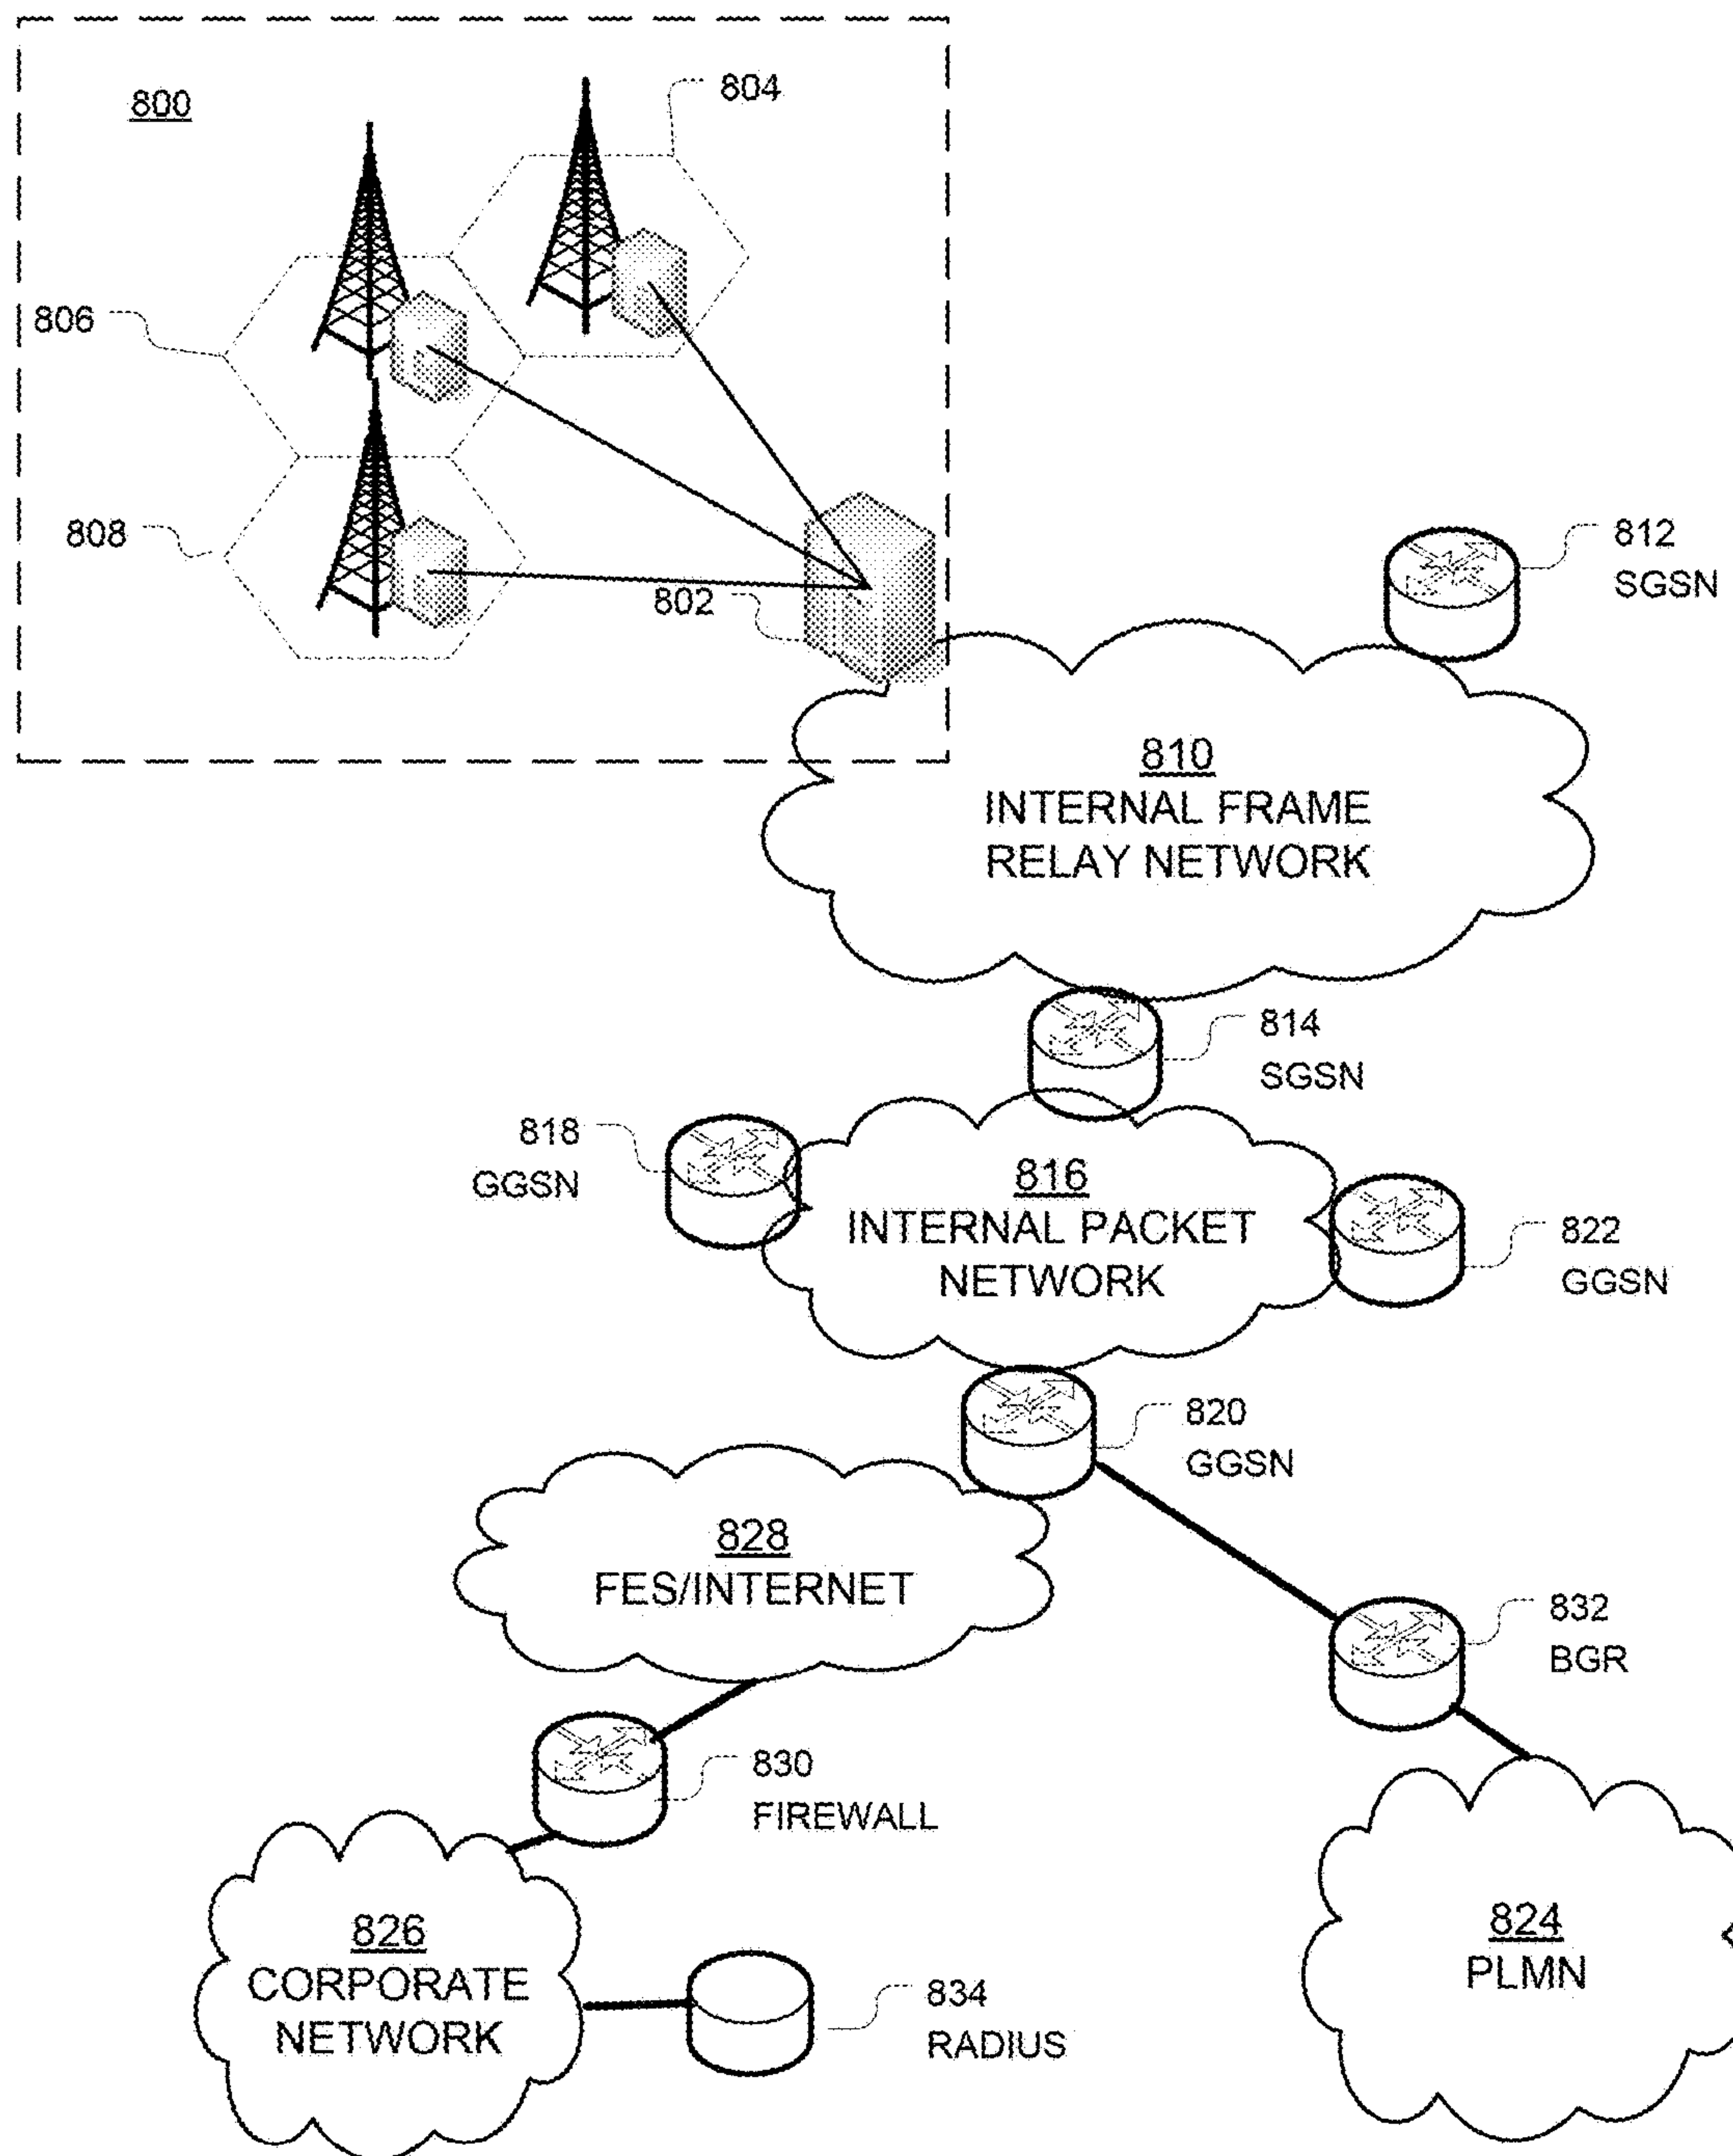 800
804
806
808
802
812
SGSN
810
INTERNAL FRAME
RELAY NETWORK
814
SGSN
818
GGSN
816
INTERNAL PACKET
NETWORK
822
GGSN
820
GGSN
828
FES/INTERNET
832
BGR
830
FIREWALL
826
CORPORATE
NETWORK
824
PLMN
834
RADIUS